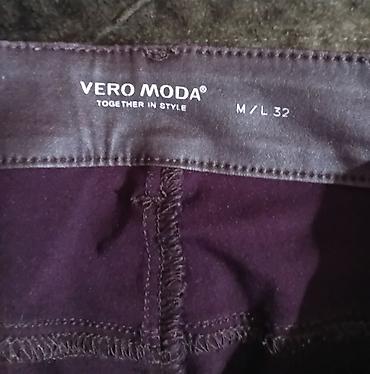 VERO MODA®
TOGETHER IN STYLE
M / L 32